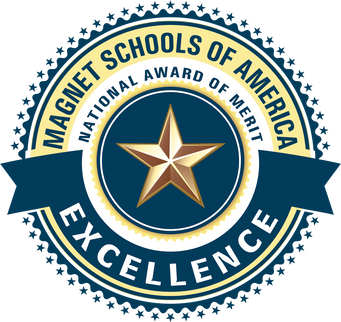 MAGNET SCHOOLS OF AMERICA
NATIONAL AWARD OF MERIT
EXCELLENCE